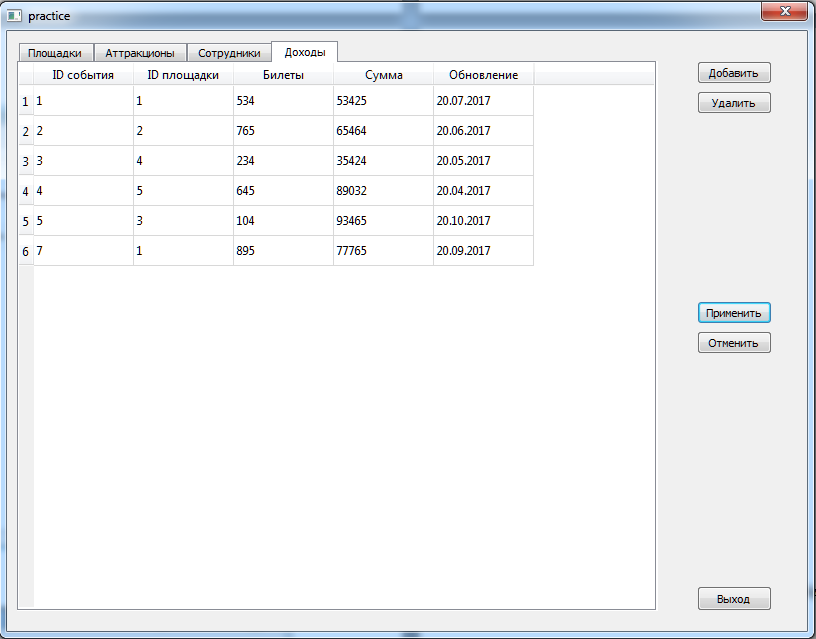 practice
Площадки Аттракционы Сотрудники Доходы
ID события ID площадки Билеты Сумма Обновление
1 1 1 534 53425 20.07.2017
2 2 2 765 65464 20.06.2017
3 3 4 234 35424 20.05.2017
4 4 5 645 89032 20.04.2017
5 5 3 104 93465 20.10.2017
6 7 1 895 77765 20.09.2017
Добавить
Удалить
Применить
Отменить
Выход